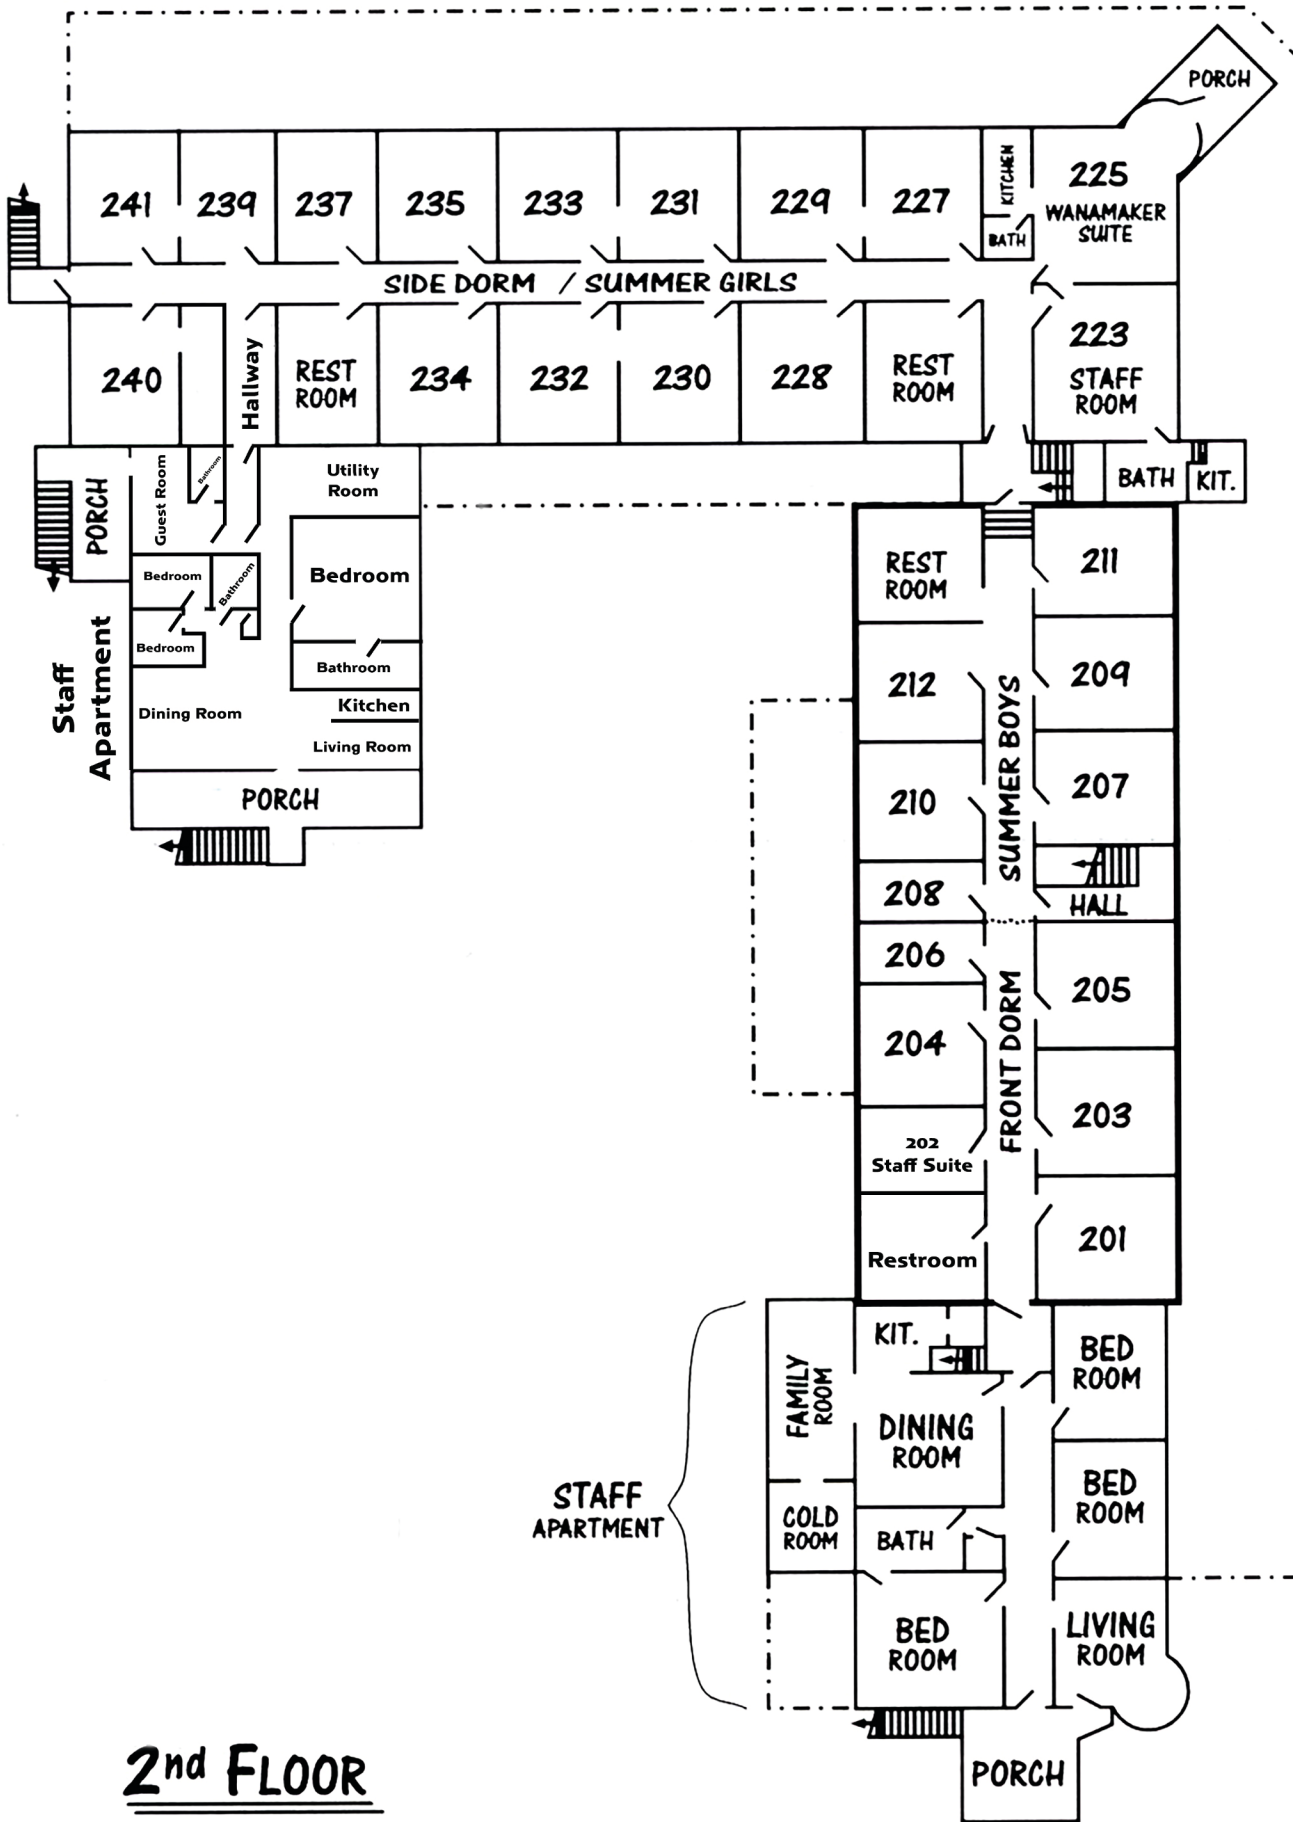 PORCH
241
239
237
235
233
231
229
227
KITCHEN
BATH
225
WANAMAKER
SUITE
SIDE DORM / SUMMER GIRLS
240
Hallway
REST
ROOM
234
232
230
228
REST
ROOM
223
STAFF
ROOM
PORCH
Guest Room
Bathroom
Utility
Room
BATH
KIT.
Bedroom
Bathroom
Bedroom
Bedroom
Bathroom
Dining Room
Kitchen
Living Room
Staff
Apartment
PORCH
REST
ROOM
211
212
209
SUMMER BOYS
210
207
208
HALL
206
205
FRONT DORM
204
203
202
Staff Suite
Restroom
201
KIT.
FAMILY
ROOM
BED
ROOM
DINING
ROOM
BED
ROOM
STAFF
APARTMENT
COLD
ROOM
BATH
BED
ROOM
LIVING
ROOM
PORCH
2nd FLOOR